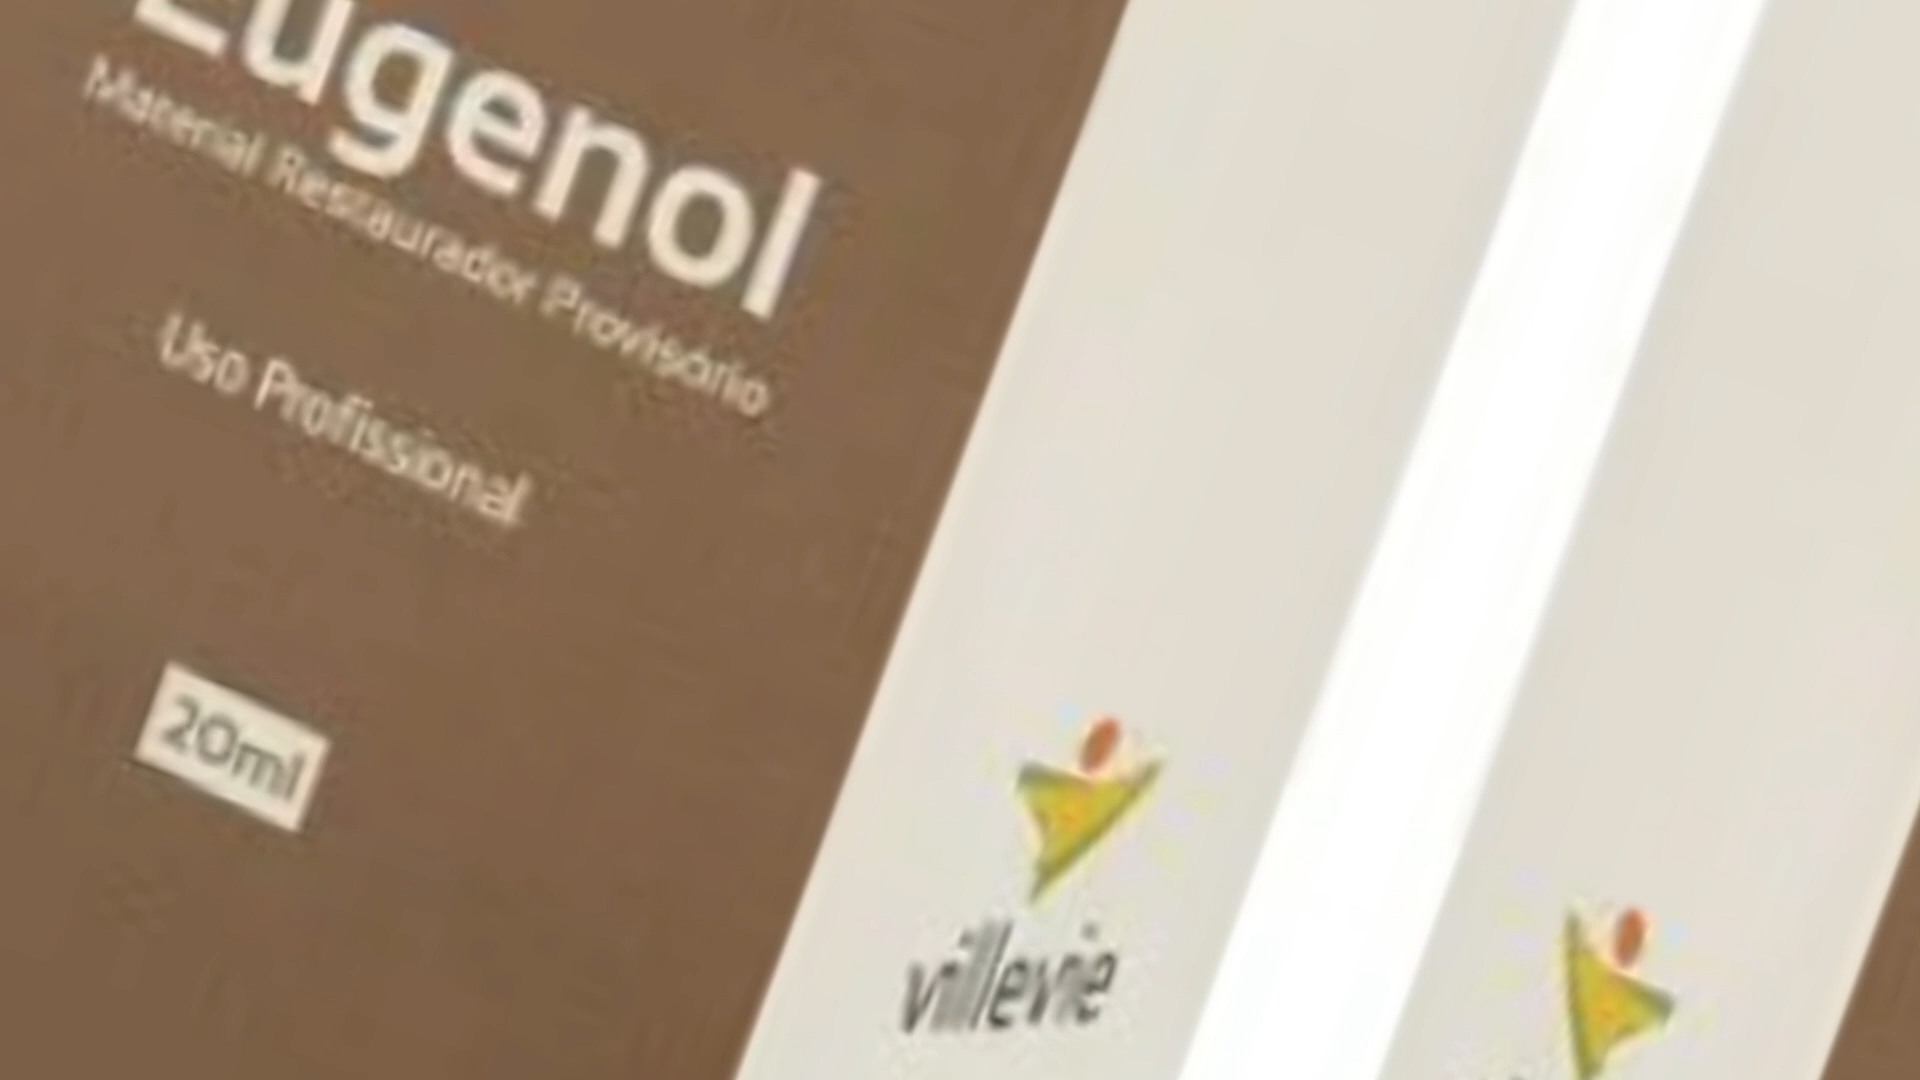 Eugenol
Material Restaurador Provisório
Uso Profissional
20ml
villevie